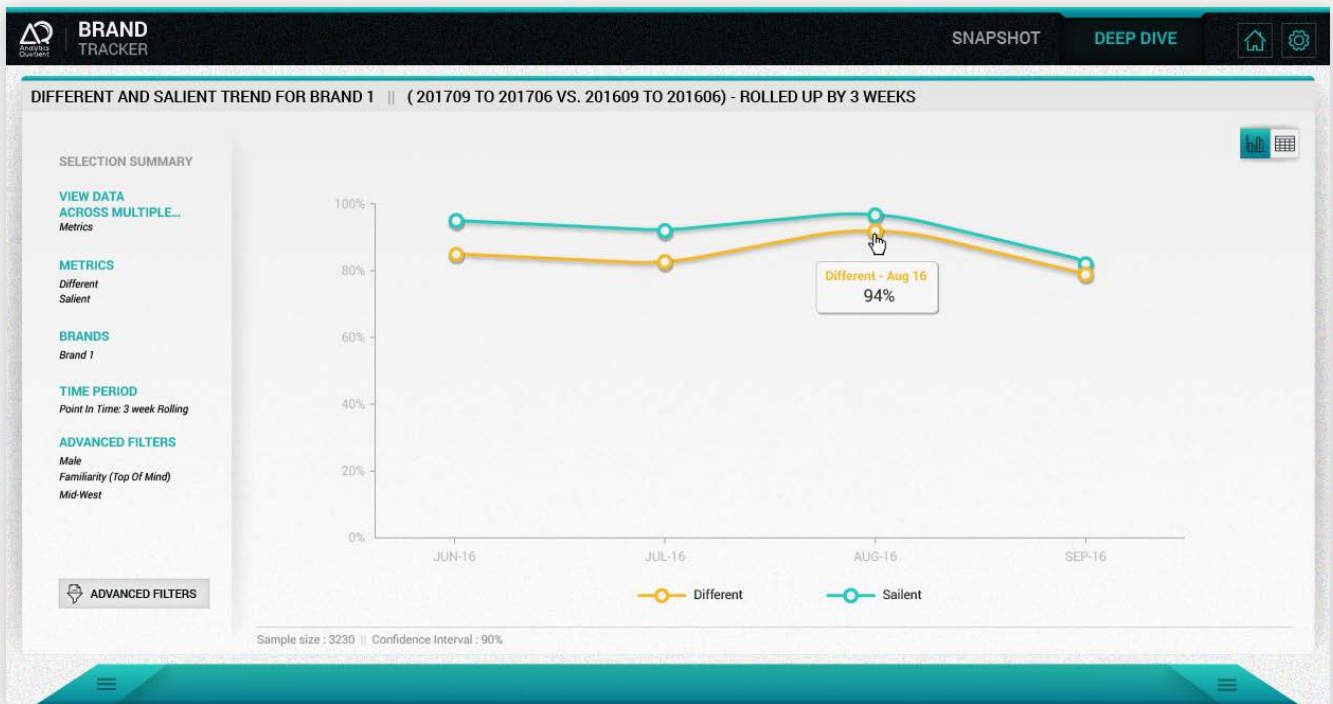 Analytics
Quotient
BRAND
TRACKER
SNAPSHOT
DEEP DIVE
DIFFERENT AND SALIENT TREND FOR BRAND 1 || ( 201709 TO 201706 VS. 201609 TO 201606) - ROLLED UP BY 3 WEEKS
SELECTION SUMMARY
VIEW DATA
ACROSS MULTIPLE...
Metrics
METRICS
Different
Salient
BRANDS
Brand 1
TIME PERIOD
Point In Time: 3 week Rolling
ADVANCED FILTERS
Male
Familiarity (Top Of Mind)
Mid-West
ADVANCED FILTERS
100%
80%
60%
40%
20%
0%
Different - Aug 16
94%
JUN-16
JUL-16
AUG-16
SEP-16
Different
Sailent
Sample size : 3230 || Confidence Interval : 90%